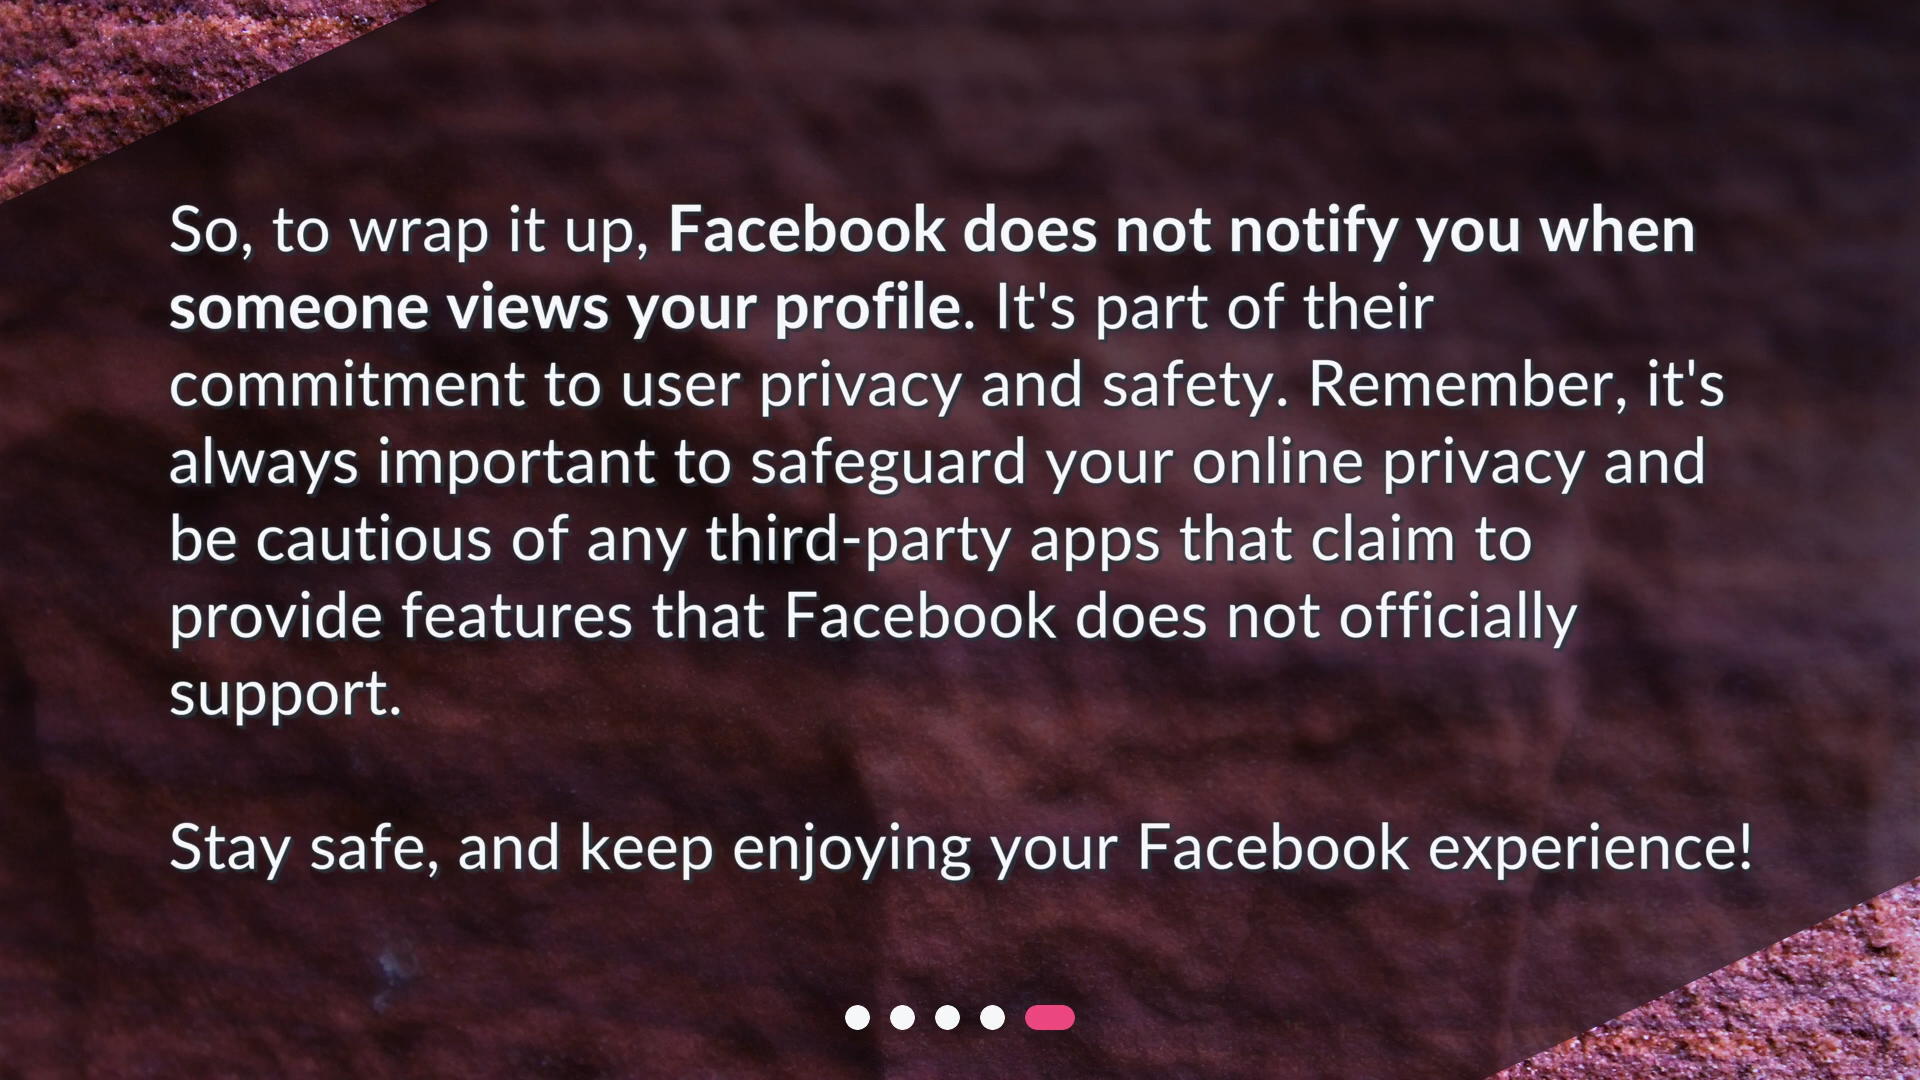 So, to wrap it up, Facebook does not notify you when
someone views your profile. It's part of their
commitment to user privacy and safety. Remember, it's
always important to safeguard your online privacy and
be cautious of any third-party apps that claim to
provide features that Facebook does not officially
support.
Stay safe, and keep enjoying your Facebook experience!